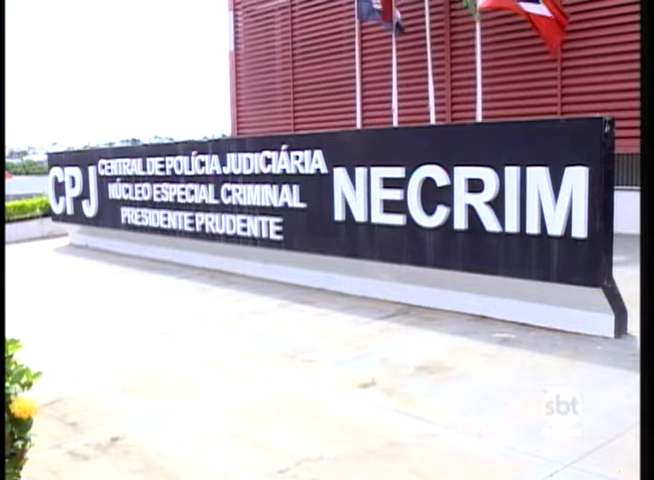 CPJ
CENTRAL DE POLÍCIA JUDICIÁRIA
NÚCLEO ESPECIAL CRIMINAL
PRESIDENTE PRUDENTE
NECRIM
sbt